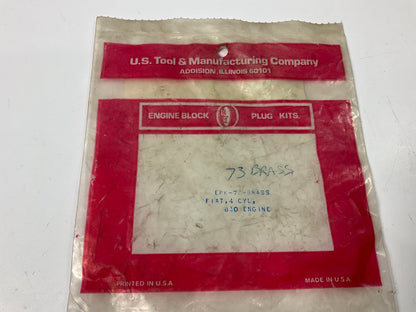 U.S. Tool & Manufacturing Company
ADDISION, ILLINOIS 60101
ENGINE BLOCK PLUG KITS.
73 BRASS
EPK-73-BRASS
FIAT,4 CYL,
850 ENGINE
PRINTED IN U.S.A
MADE IN U.S.A